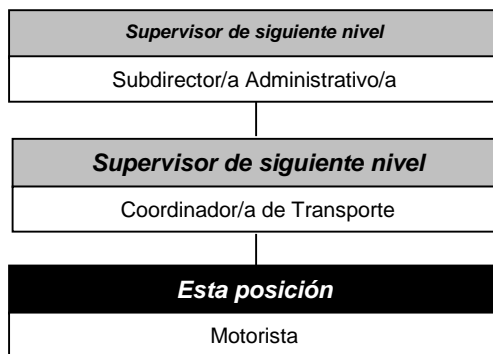 Supervisor de siguiente nivel
Subdirector/a Administrativo/a
Supervisor de siguiente nivel
Coordinador/a de Transporte
Esta posición
Motorista